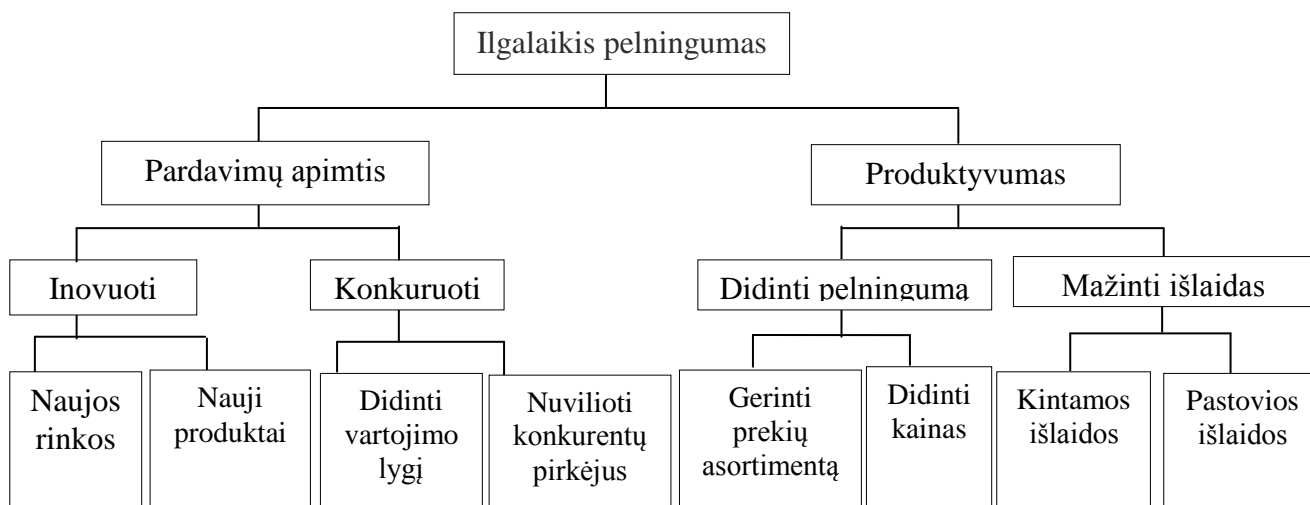 Ilgalaikis pelningumas
Pardavimų apimtis
Produktyvumas
Inovuoti
Konkuruoti
Didinti pelningumą
Mažinti išlaidas
Naujos
rinkos
Nauji
produktai
Didinti
vartojimo
lygį
Nuvilioti
konkurentų
pirkėjus
Gerinti
prekių
asortimentą
Didinti
kainas
Kintamos
išlaidos
Pastovios
išlaidos